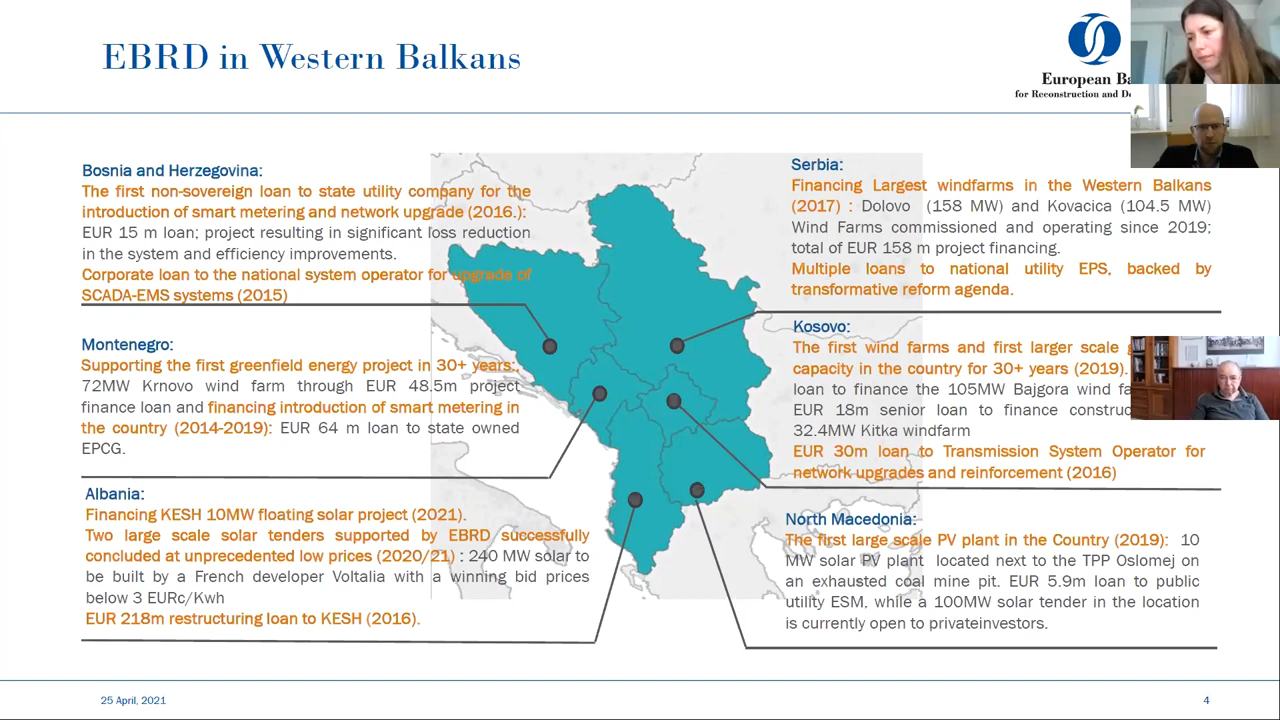 EBRD in Western Balkans
European Ba
for Reconstruction and De
Bosnia and Herzegovina:
The first non-sovereign loan to state utility company for the
introduction of smart metering and network upgrade (2016.):
EUR 15 m loan; project resulting in significant loss reduction
in the system and efficiency improvements.
Corporate loan to the national system operator for upgrade of
SCADA-EMS systems (2015)
Montenegro:
Supporting the first greenfield energy project in 30+ years:.
72MW Krnovo wind farm through EUR 48.5m project
finance loan and financing introduction of smart metering in
the country (2014-2019): EUR 64 m loan to state owned
EPCG.
Albania:
Financing KESH 10MW floating solar project (2021).
Two large scale solar tenders supported by EBRD successfully
concluded at unprecedented low prices (2020/21) : 240 MW solar to
be built by a French developer Voltalia with a winning bid prices
below 3 EURc/Kwh
EUR 218m restructuring loan to KESH (2016).
Serbia:
Financing Largest windfarms in the Western Balkans
(2017) : Dolovo (158 MW) and Kovacica (104.5 MW)
Wind Farms commissioned and operating since 2019;
total of EUR 158 m project financing.
Multiple loans to national utility EPS, backed by
transformative reform agenda.
Kosovo:
The first wind farms and first larger scale
capacity in the country for 30+ years (2019).
loan to finance the 105MW Bajgora wind fa
EUR 18m senior loan to finance construc
32.4MW Kitka windfarm
EUR 30m loan to Transmission System Operator for
network upgrades and reinforcement (2016)
North Macedonia:
The first large scale PV plant in the Country (2019): 10
MW solar PV plant located next to the TPP Oslomej on
an exhausted coal mine pit. EUR 5.9m loan to public
utility ESM, while a 100MW solar tender in the location
is currently open to privateinvestors.
25 April, 2021
4